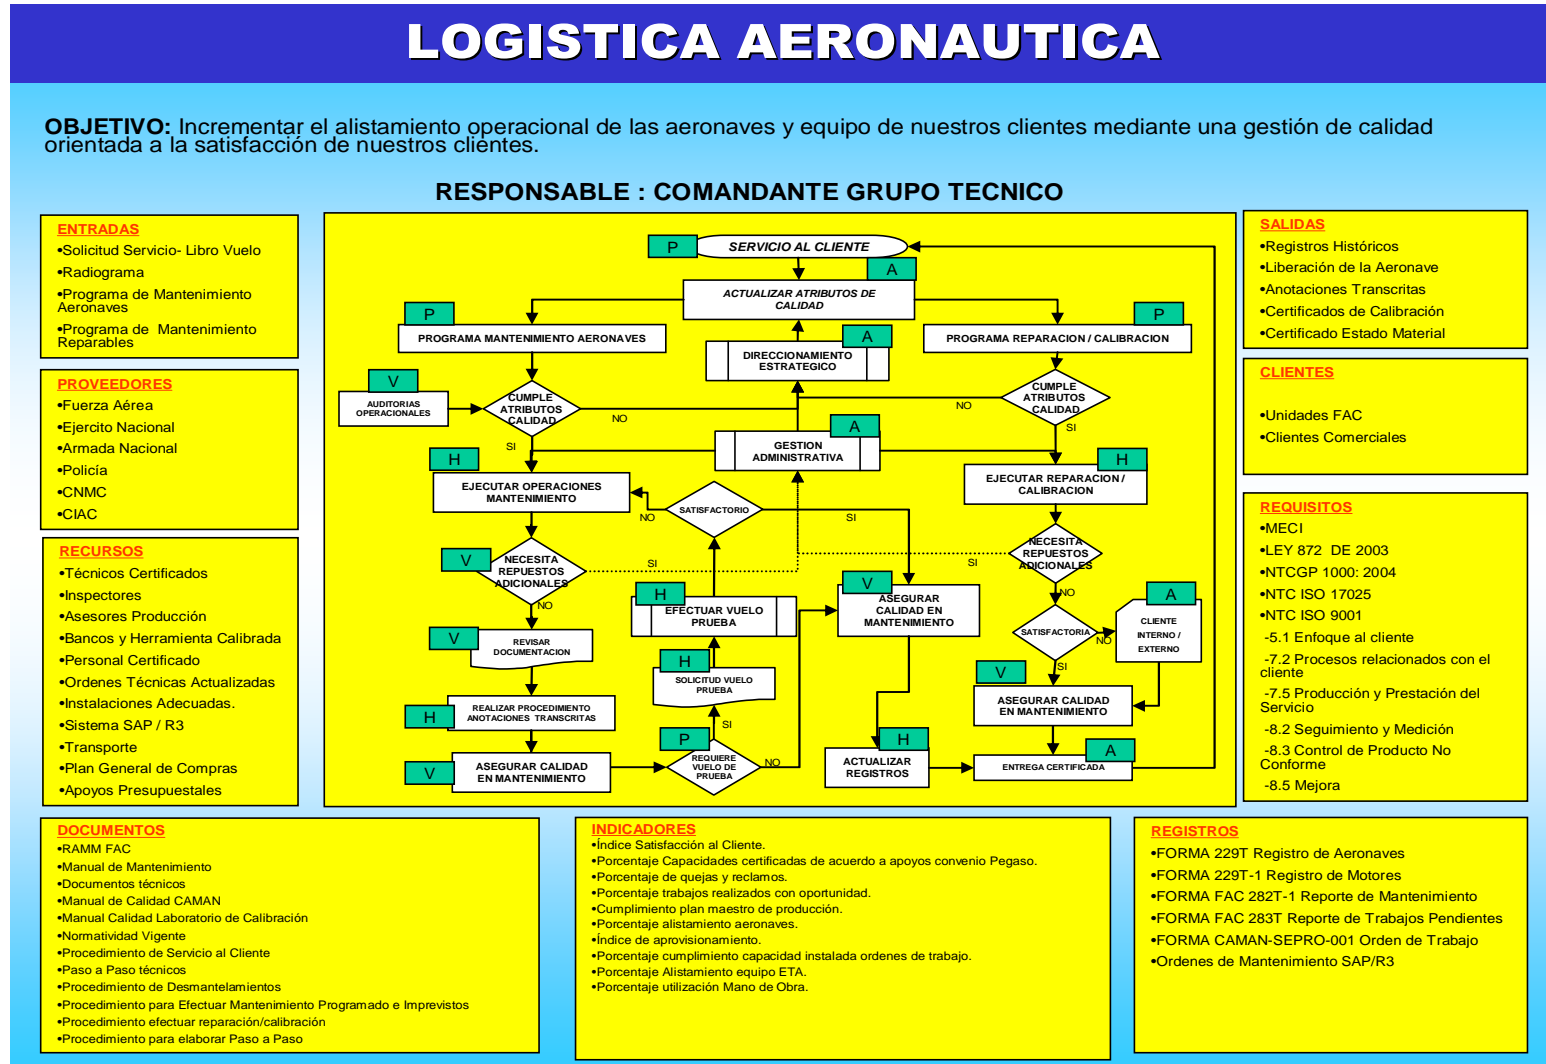 LOGISTICA AERONAUTICA
OBJETIVO: Incrementar el alistamiento operacional de las aeronaves y equipo de nuestros clientes mediante una gestión de calidad
orientada a la satisfacción de nuestros clientes.
RESPONSABLE : COMANDANTE GRUPO TECNICO
ENTRADAS
•Solicitud Servicio- Libro Vuelo
•Radiograma
•Programa de Mantenimiento
Aeronaves
•Programa de  Mantenimiento
Reparables
PROVEEDORES
•Fuerza Aérea
•Ejercito Nacional
•Armada Nacional
•Policía
•CNMC
•CIAC
RECURSOS
•Técnicos Certificados
•Inspectores
•Asesores Producción
•Bancos y Herramienta Calibrada
•Personal Certificado
•Ordenes Técnicas Actualizadas
•Instalaciones Adecuadas.
•Sistema SAP / R3
•Transporte
•Plan General de Compras
•Apoyos Presupuestales
P
SERVICIO AL CLIENTE
A
ACTUALIZAR ATRIBUTOS DE
CALIDAD
P
PROGRAMA MANTENIMIENTO AERONAVES
A
DIRECCIONAMIENTO
ESTRATEGICO
P
PROGRAMA REPARACION / CALIBRACION
V
AUDITORIAS
OPERACIONALES
CUMPLE
ATRIBUTOS
CALIDAD
NO
SI
CUMPLE
ATRIBUTOS
CALIDAD
NO
SI
A
GESTION
ADMINISTRATIVA
H
EJECUTAR OPERACIONES
MANTENIMIENTO
H
EJECUTAR REPARACION /
CALIBRACION
SATISFACTORIO
NO
SI
V
NECESITA
REPUESTOS
ADICIONALES
SI
NO
NECESITA
REPUESTOS
ADICIONALES
SI
NO
H
EFECTUAR VUELO
PRUEBA
V
ASEGURAR
CALIDAD EN
MANTENIMIENTO
A
CLIENTE
INTERNO /
EXTERNO
SATISFACTORIA
NO
SI
V
REVISAR
DOCUMENTACION
H
SOLICITUD VUELO
PRUEBA
SI
V
ASEGURAR CALIDAD
EN MANTENIMIENTO
H
REALIZAR PROCEDIMIENTO
ANOTACIONES  TRANSCRITAS
V
ASEGURAR CALIDAD
EN MANTENIMIENTO
P
REQUIERE
VUELO DE
PRUEBA
NO
H
ACTUALIZAR
REGISTROS
A
ENTREGA CERTIFICADA
SALIDAS
•Registros Históricos
•Liberación de la Aeronave
•Anotaciones Transcritas
•Certificados de Calibración
•Certificado Estado Material
CLIENTES
•Unidades FAC
•Clientes Comerciales
REQUISITOS
•MECI
•LEY 872  DE 2003
•NTCGP 1000: 2004
•NTC ISO 17025
•NTC ISO 9001
-5.1 Enfoque al cliente
-7.2 Procesos relacionados con el
cliente
-7.5 Producción y Prestación del
Servicio
-8.2 Seguimiento y Medición
-8.3 Control de Producto No
Conforme
-8.5 Mejora
DOCUMENTOS
•RAMM FAC
•Manual de Mantenimiento
•Documentos técnicos
•Manual de Calidad CAMAN
•Manual Calidad Laboratorio de Calibración
•Normatividad Vigente
•Procedimiento de Servicio al Cliente
•Paso a Paso técnicos
•Procedimiento de Desmantelamientos
•Procedimiento para Efectuar Mantenimiento Programado e Imprevistos
•Procedimiento efectuar reparación/calibración
•Procedimiento para elaborar Paso a Paso
INDICADORES
•Índice Satisfacción al Cliente.
•Porcentaje Capacidades certificadas de acuerdo a apoyos convenio Pegaso.
•Porcentaje de quejas y reclamos.
•Porcentaje trabajos realizados con oportunidad.
•Cumplimiento plan maestro de producción.
•Porcentaje alistamiento aeronaves.
•Índice de aprovisionamiento.
•Porcentaje cumplimiento capacidad instalada ordenes de trabajo.
•Porcentaje Alistamiento equipo ETA.
•Porcentaje utilización Mano de Obra.
REGISTROS
•FORMA 229T Registro de Aeronaves
•FORMA 229T-1 Registro de Motores
•FORMA FAC 282T-1 Reporte de Mantenimiento
•FORMA FAC 283T Reporte de Trabajos Pendientes
•FORMA CAMAN-SEPRO-001 Orden de Trabajo
•Ordenes de Mantenimiento SAP/R3